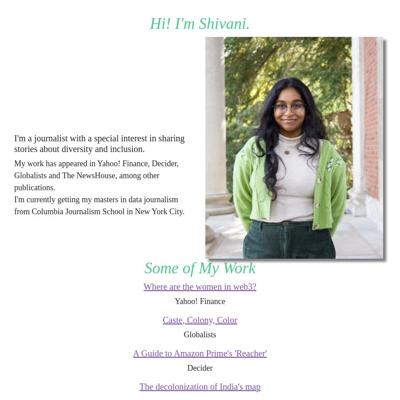 Hi! I'm Shivani.
I'm a journalist with a special interest in sharing
stories about diversity and inclusion.
My work has appeared in Yahoo! Finance, Decider,
Globalists and The NewsHouse, among other
publications.
I'm currently getting my masters in data journalism
from Columbia Journalism School in New York City.
Some of My Work
Where are the women in web3?
Yahoo! Finance
Caste, Colony, Color
Globalists
A Guide to Amazon Prime's 'Reacher'
Decider
The decolonization of India's map